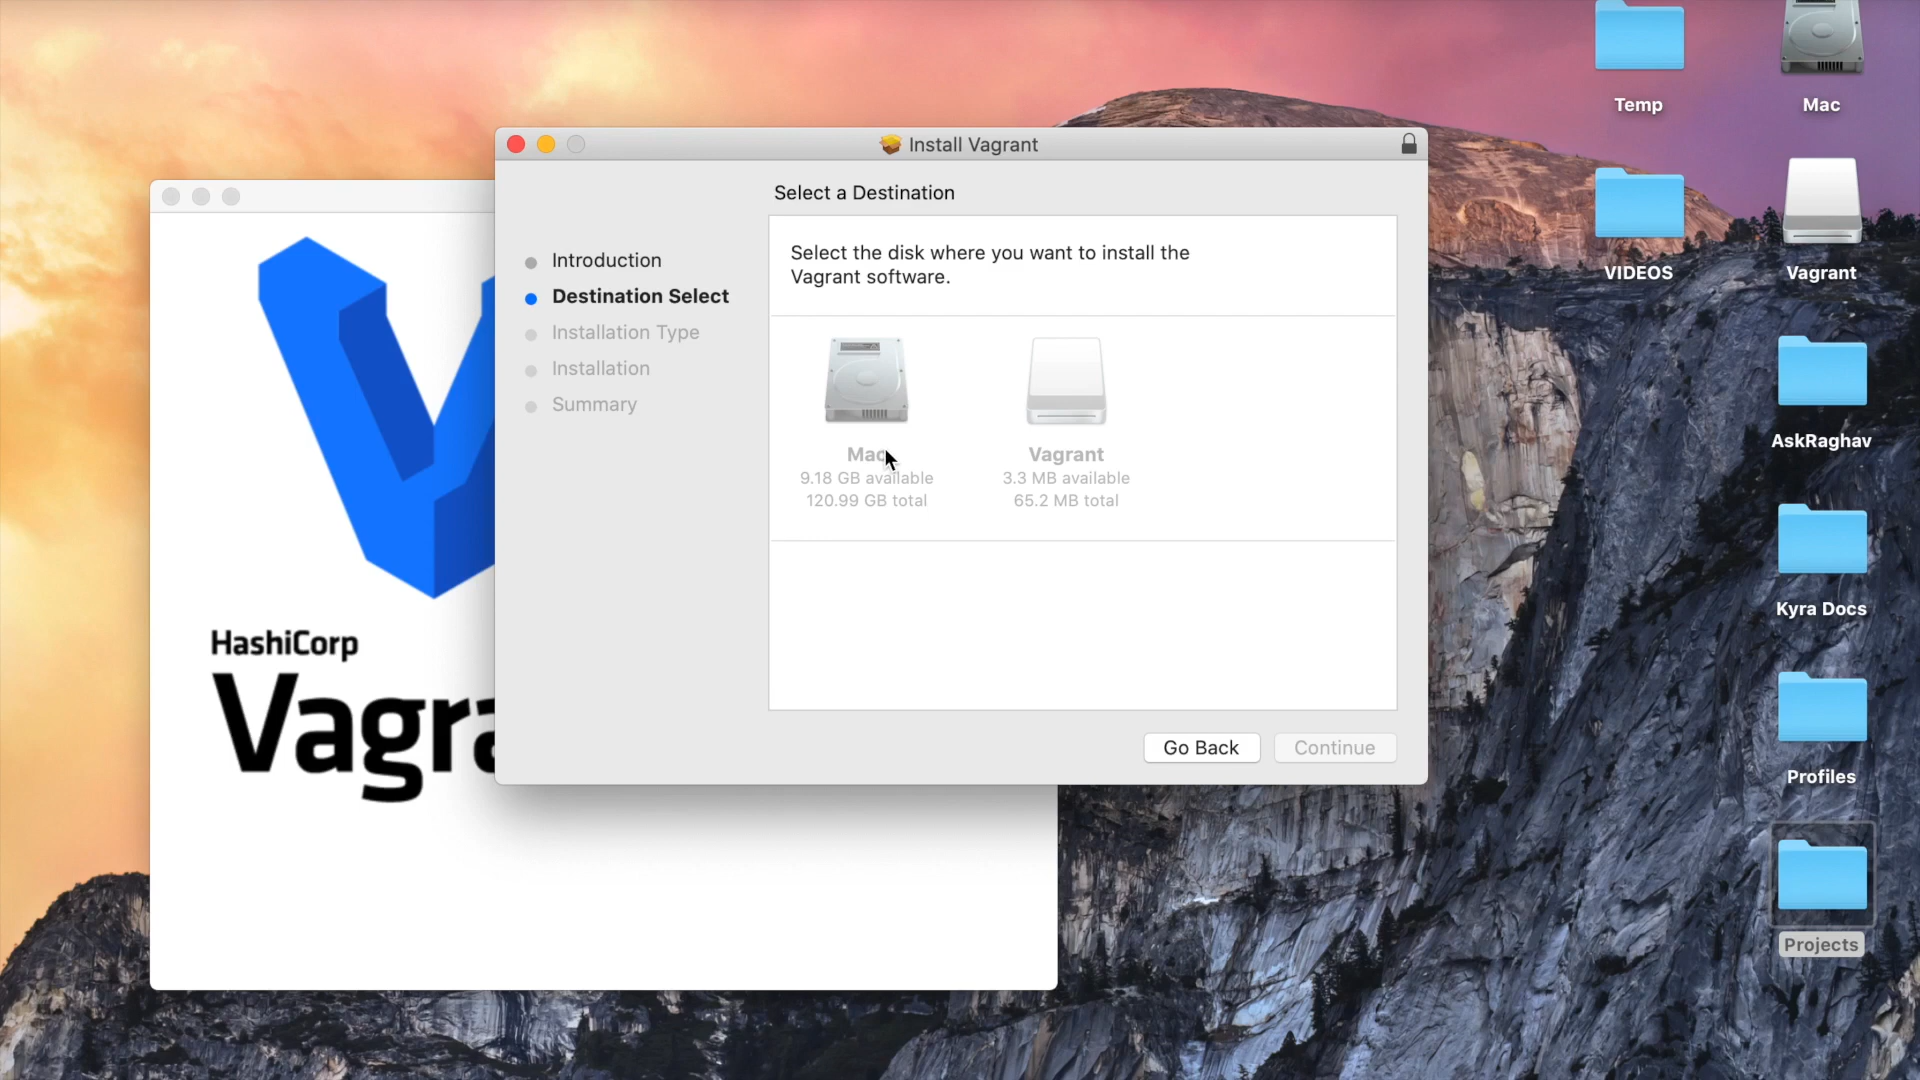 Temp
Mac
Install Vagrant
Select a Destination
VIDEOS
Vagrant
Introduction
Destination Select
Installation Type
Installation
Summary
Select the disk where you want to install the
Vagrant software.
Mac
9.18 GB available
120.99 GB total
Vagrant
3.3 MB available
65.2 MB total
AskRaghav
Kyra Docs
HashiCorp
Vagra
Go Back
Continue
Profiles
Projects